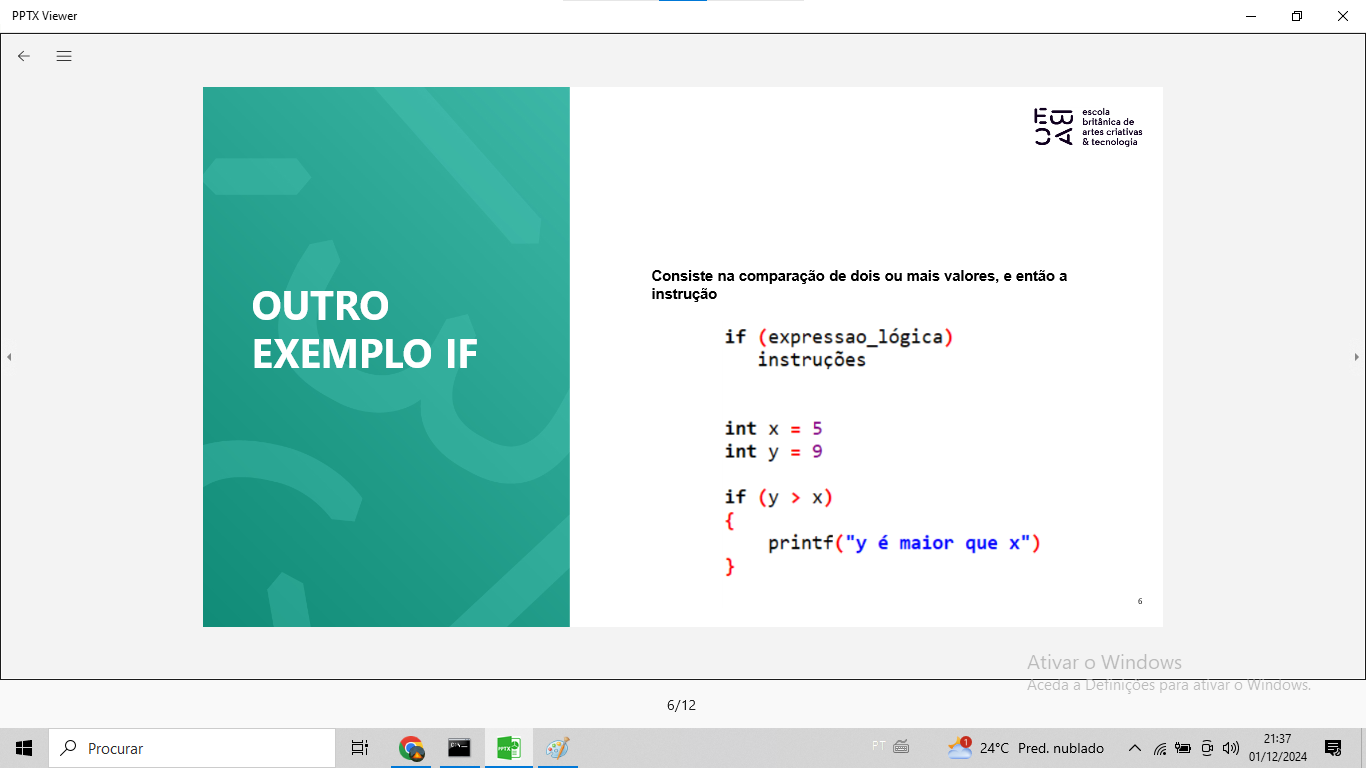 PPTX Viewer
escola
britânica de
artes criativas
& tecnologia
OUTRO
EXEMPLO IF
Consiste na comparação de dois ou mais valores, e então a
instrução
if (expressao_lógica)
instruções
int x = 5
int y = 9
if (y > x)
{
printf("y é maior que x")
}
6
Ativar o Windows
Aceda a Definições para ativar o Windows.
6/12
Procurar
PT
1
24°C Pred. nublado
21:37
01/12/2024